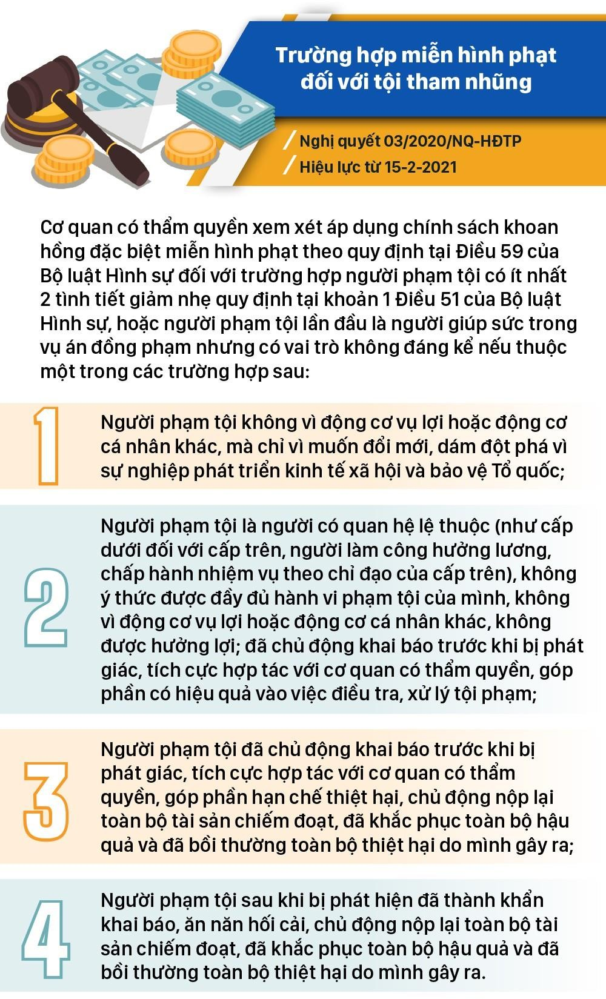 Trường hợp miễn hình phạt
đối với tội tham nhũng
Nghị quyết 03/2020/NQ-HĐTP
Hiệu lực từ 15-2-2021
Cơ quan có thẩm quyền xem xét áp dụng chính sách khoan
hồng đặc biệt miễn hình phạt theo quy định tại Điều 59 của
Bộ luật Hình sự đối với trường hợp người phạm tội có ít nhất
2 tình tiết giảm nhẹ quy định tại khoản 1 Điều 51 của Bộ luật
Hình sự, hoặc người phạm tội lần đầu là người giúp sức trong
vụ án đồng phạm nhưng có vai trò không đáng kể nếu thuộc
một trong các trường hợp sau:
1
Người phạm tội không vì động cơ vụ lợi hoặc động cơ
cá nhân khác, mà chỉ vì muốn đổi mới, dám đột phá vì
sự nghiệp phát triển kinh tế xã hội và bảo vệ Tổ quốc;
2
Người phạm tội là người có quan hệ lệ thuộc (như cấp
dưới đối với cấp trên, người làm công hưởng lương,
chấp hành nhiệm vụ theo chỉ đạo của cấp trên), không
ý thức được đầy đủ hành vi phạm tội của mình, không
vì động cơ vụ lợi hoặc động cơ cá nhân khác, không
được hưởng lợi; đã chủ động khai báo trước khi bị phát
giác, tích cực hợp tác với cơ quan có thẩm quyền, góp
phần có hiệu quả vào việc điều tra, xử lý tội phạm;
3
Người phạm tội đã chủ động khai báo trước khi bị
phát giác, tích cực hợp tác với cơ quan có thẩm
quyền, góp phần hạn chế thiệt hại, chủ động nộp lại
toàn bộ tài sản chiếm đoạt, đã khắc phục toàn bộ hậu
quả và đã bồi thường toàn bộ thiệt hại do mình gây ra;
4
Người phạm tội sau khi bị phát hiện đã thành khẩn
khai báo, ăn năn hối cải, chủ động nộp lại toàn bộ tài
sản chiếm đoạt, đã khắc phục toàn bộ hậu quả và đã
bồi thường toàn bộ thiệt hại do mình gây ra.